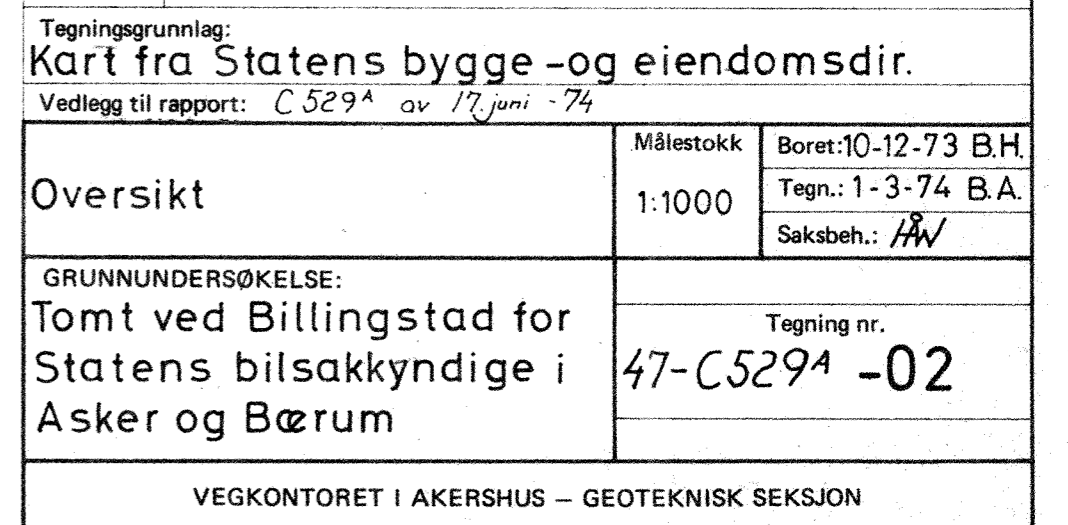 Tegningsgrunnlag:
Kart fra Statens bygge-og eiendomsdir.
Vedlegg til rapport: C 529A av 17. juni - 74
Oversikt
Målestokk
1:1000
Boret: 10-12-73 B.H.
Tegn.: 1-3-74 B.A.
Saksbeh.: HÅW
GRUNNUNDERSØKELSE:
Tomt ved Billingstad for
Statens bilsakkyndige i
Asker og Bærum
Tegning nr.
47-C529A -02
VEGKONTORET I AKERSHUS – GEOTEKNISK SEKSJON